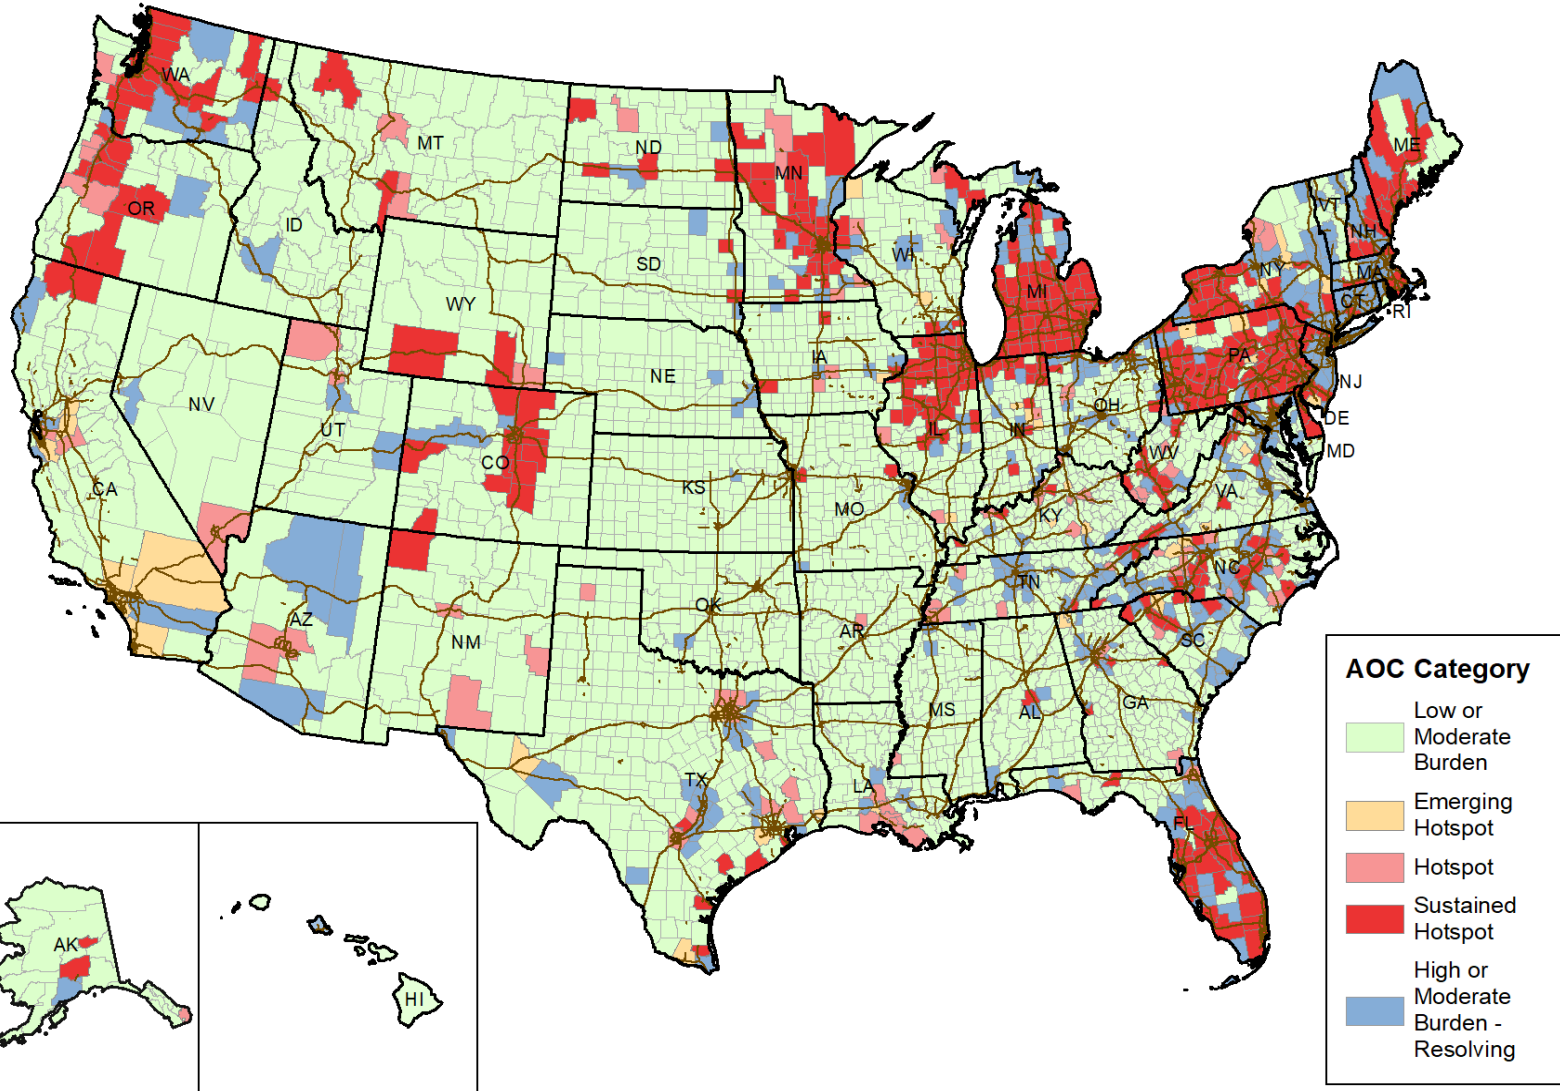 WA
MT
ND
MN
ME
OR
ID
SD
WI
MI
VT
NH
NY
MA
CT
RI
WY
IA
PA
NE
NV
UT
CO
IL
IN
OH
NJ
DE
MD
WV
CA
KS
MO
KY
VA
AZ
NM
OK
AR
TN
NC
SC
MS
AL
GA
TX
LA
FL
AK
HI
AOC Category
Low or
Moderate
Burden
Emerging
Hotspot
Hotspot
Sustained
Hotspot
High or
Moderate
Burden -
Resolving